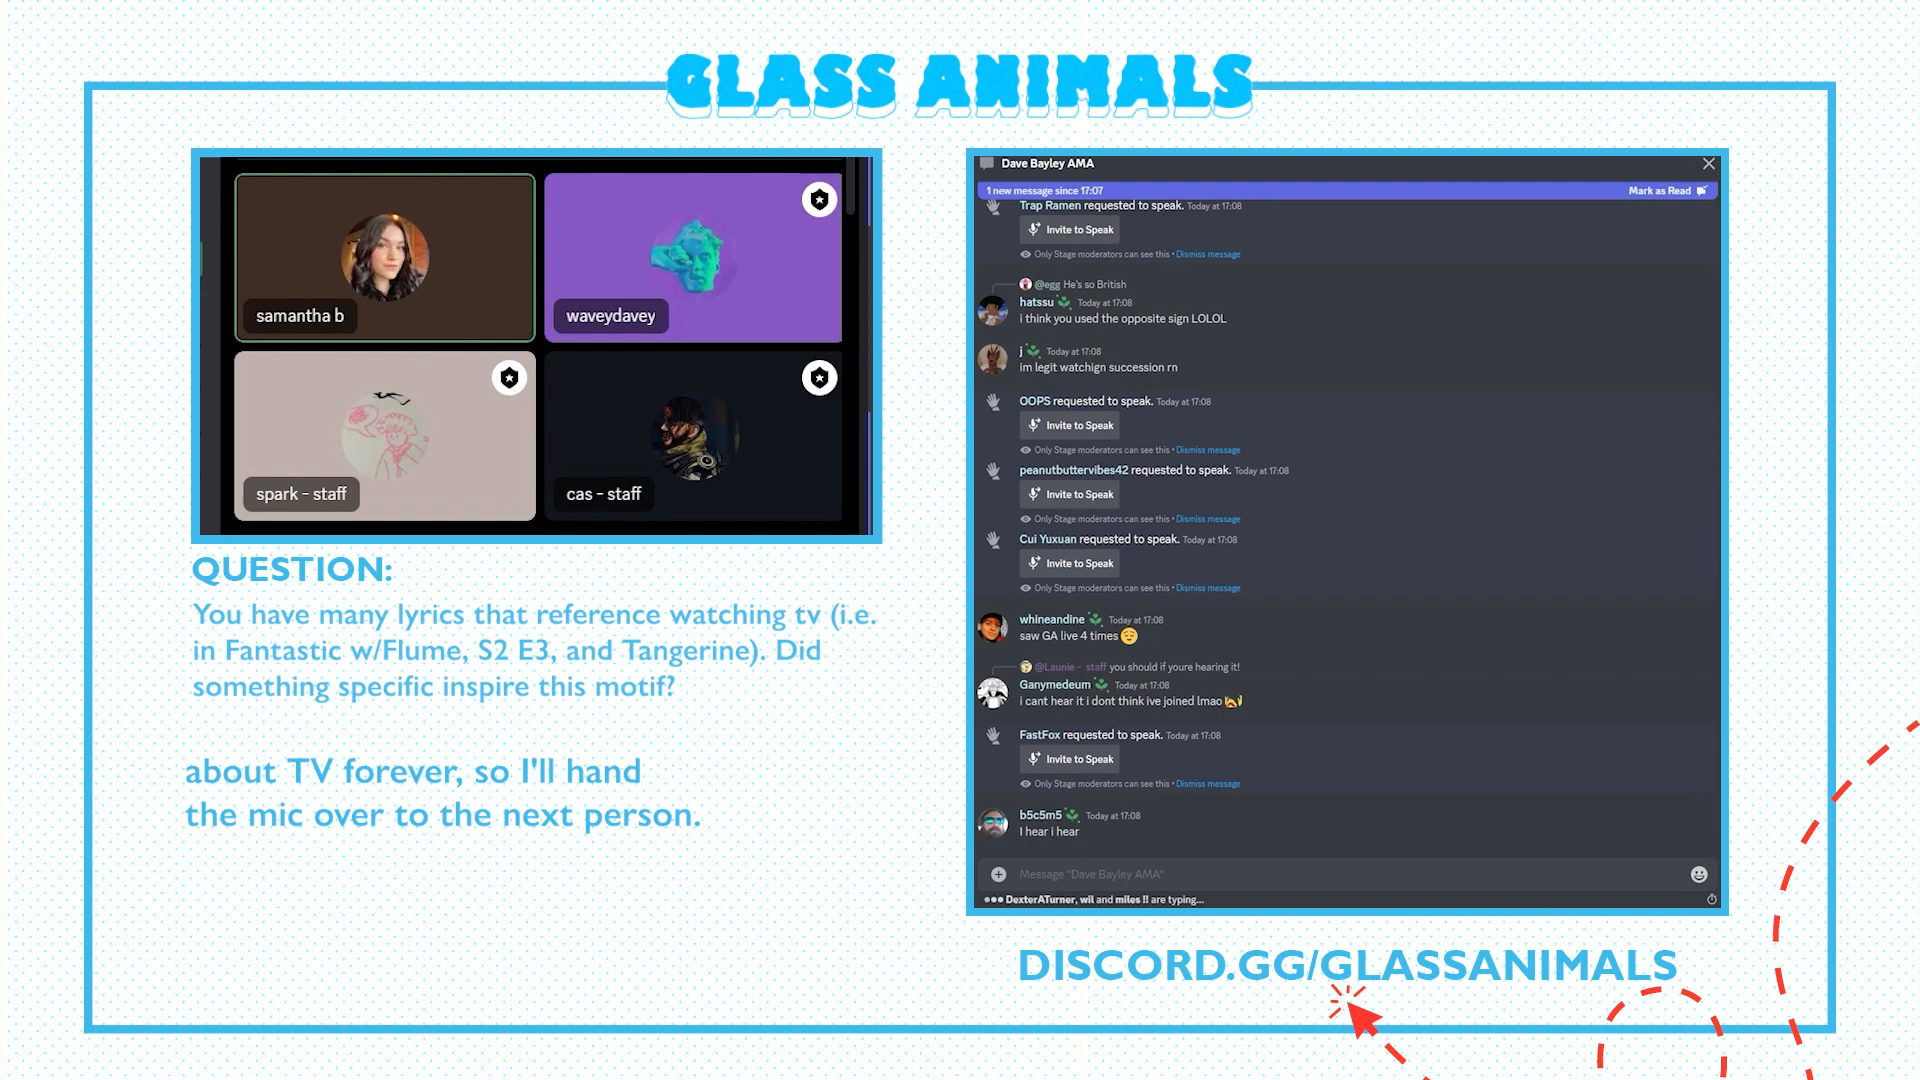 GLASS ANIMALS
samantha b
waveydavey
spark - staff
cas - staff
QUESTION:
You have many lyrics that reference watching tv (i.e.
in Fantastic w/Flume, S2 E3, and Tangerine). Did
something specific inspire this motif?
about TV forever, so I'll hand
the mic over to the next person.
Dave Bayley AMA
1 new message since 17:07 Mark as Read
Trap Ramen requested to speak. Today at 17:08
Invite to Speak
Only Stage moderators can see this • Dismiss message
@egg He's so British
hatssu Today at 17:08
i think you used the opposite sign LOLOL
j Today at 17:08
im legit watchign succession rn
OOPS requested to speak. Today at 17:08
Invite to Speak
Only Stage moderators can see this • Dismiss message
peanutbuttervibes42 requested to speak. Today at 17:08
Invite to Speak
Only Stage moderators can see this • Dismiss message
Cui Yuxuan requested to speak. Today at 17:08
Invite to Speak
Only Stage moderators can see this • Dismiss message
whineandine Today at 17:08
saw GA live 4 times 😌
@Launie - staff you should if youre hearing it!
Ganymedeum Today at 17:08
i cant hear it i dont think ive joined lmao
FastFox requested to speak. Today at 17:08
Invite to Speak
Only Stage moderators can see this • Dismiss message
b5c5m5 Today at 17:08
I hear i hear
Message "Dave Bayley AMA"
DexterATurner, wil and miles !! are typing...
DISCORD.GG/GLASSANIMALS